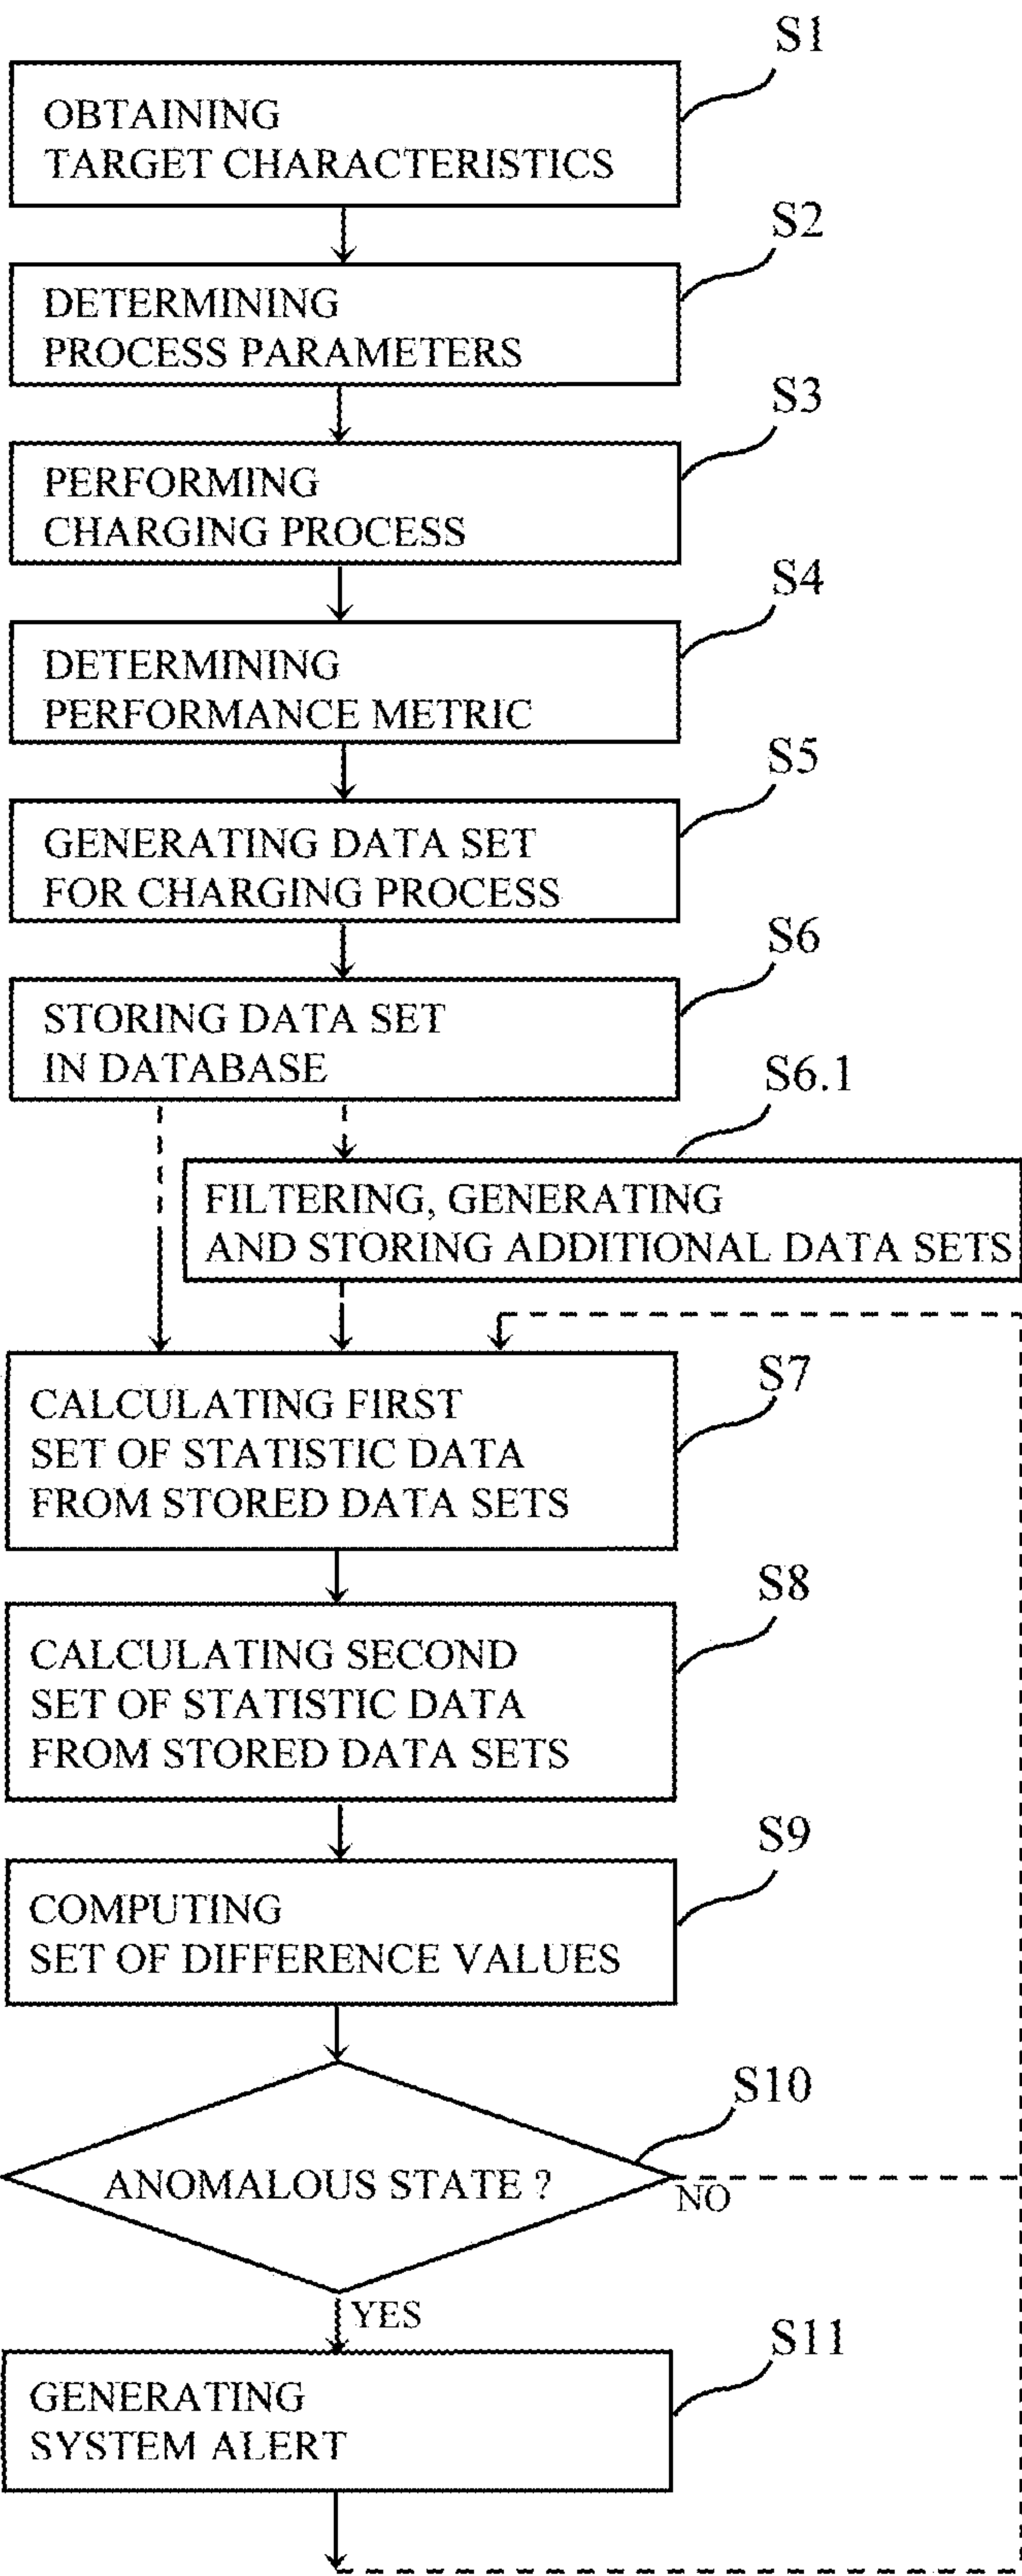 S1
OBTAINING
TARGET CHARACTERISTICS
S2
DETERMINING
PROCESS PARAMETERS
S3
PERFORMING
CHARGING PROCESS
S4
DETERMINING
PERFORMANCE METRIC
S5
GENERATING DATA SET
FOR CHARGING PROCESS
S6
STORING DATA SET
IN DATABASE
S6.1
FILTERING, GENERATING
AND STORING ADDITIONAL DATA SETS
S7
CALCULATING FIRST
SET OF STATISTIC DATA
FROM STORED DATA SETS
S8
CALCULATING SECOND
SET OF STATISTIC DATA
FROM STORED DATA SETS
S9
COMPUTING
SET OF DIFFERENCE VALUES
S10
ANOMALOUS STATE ?
NO
YES
S11
GENERATING
SYSTEM ALERT